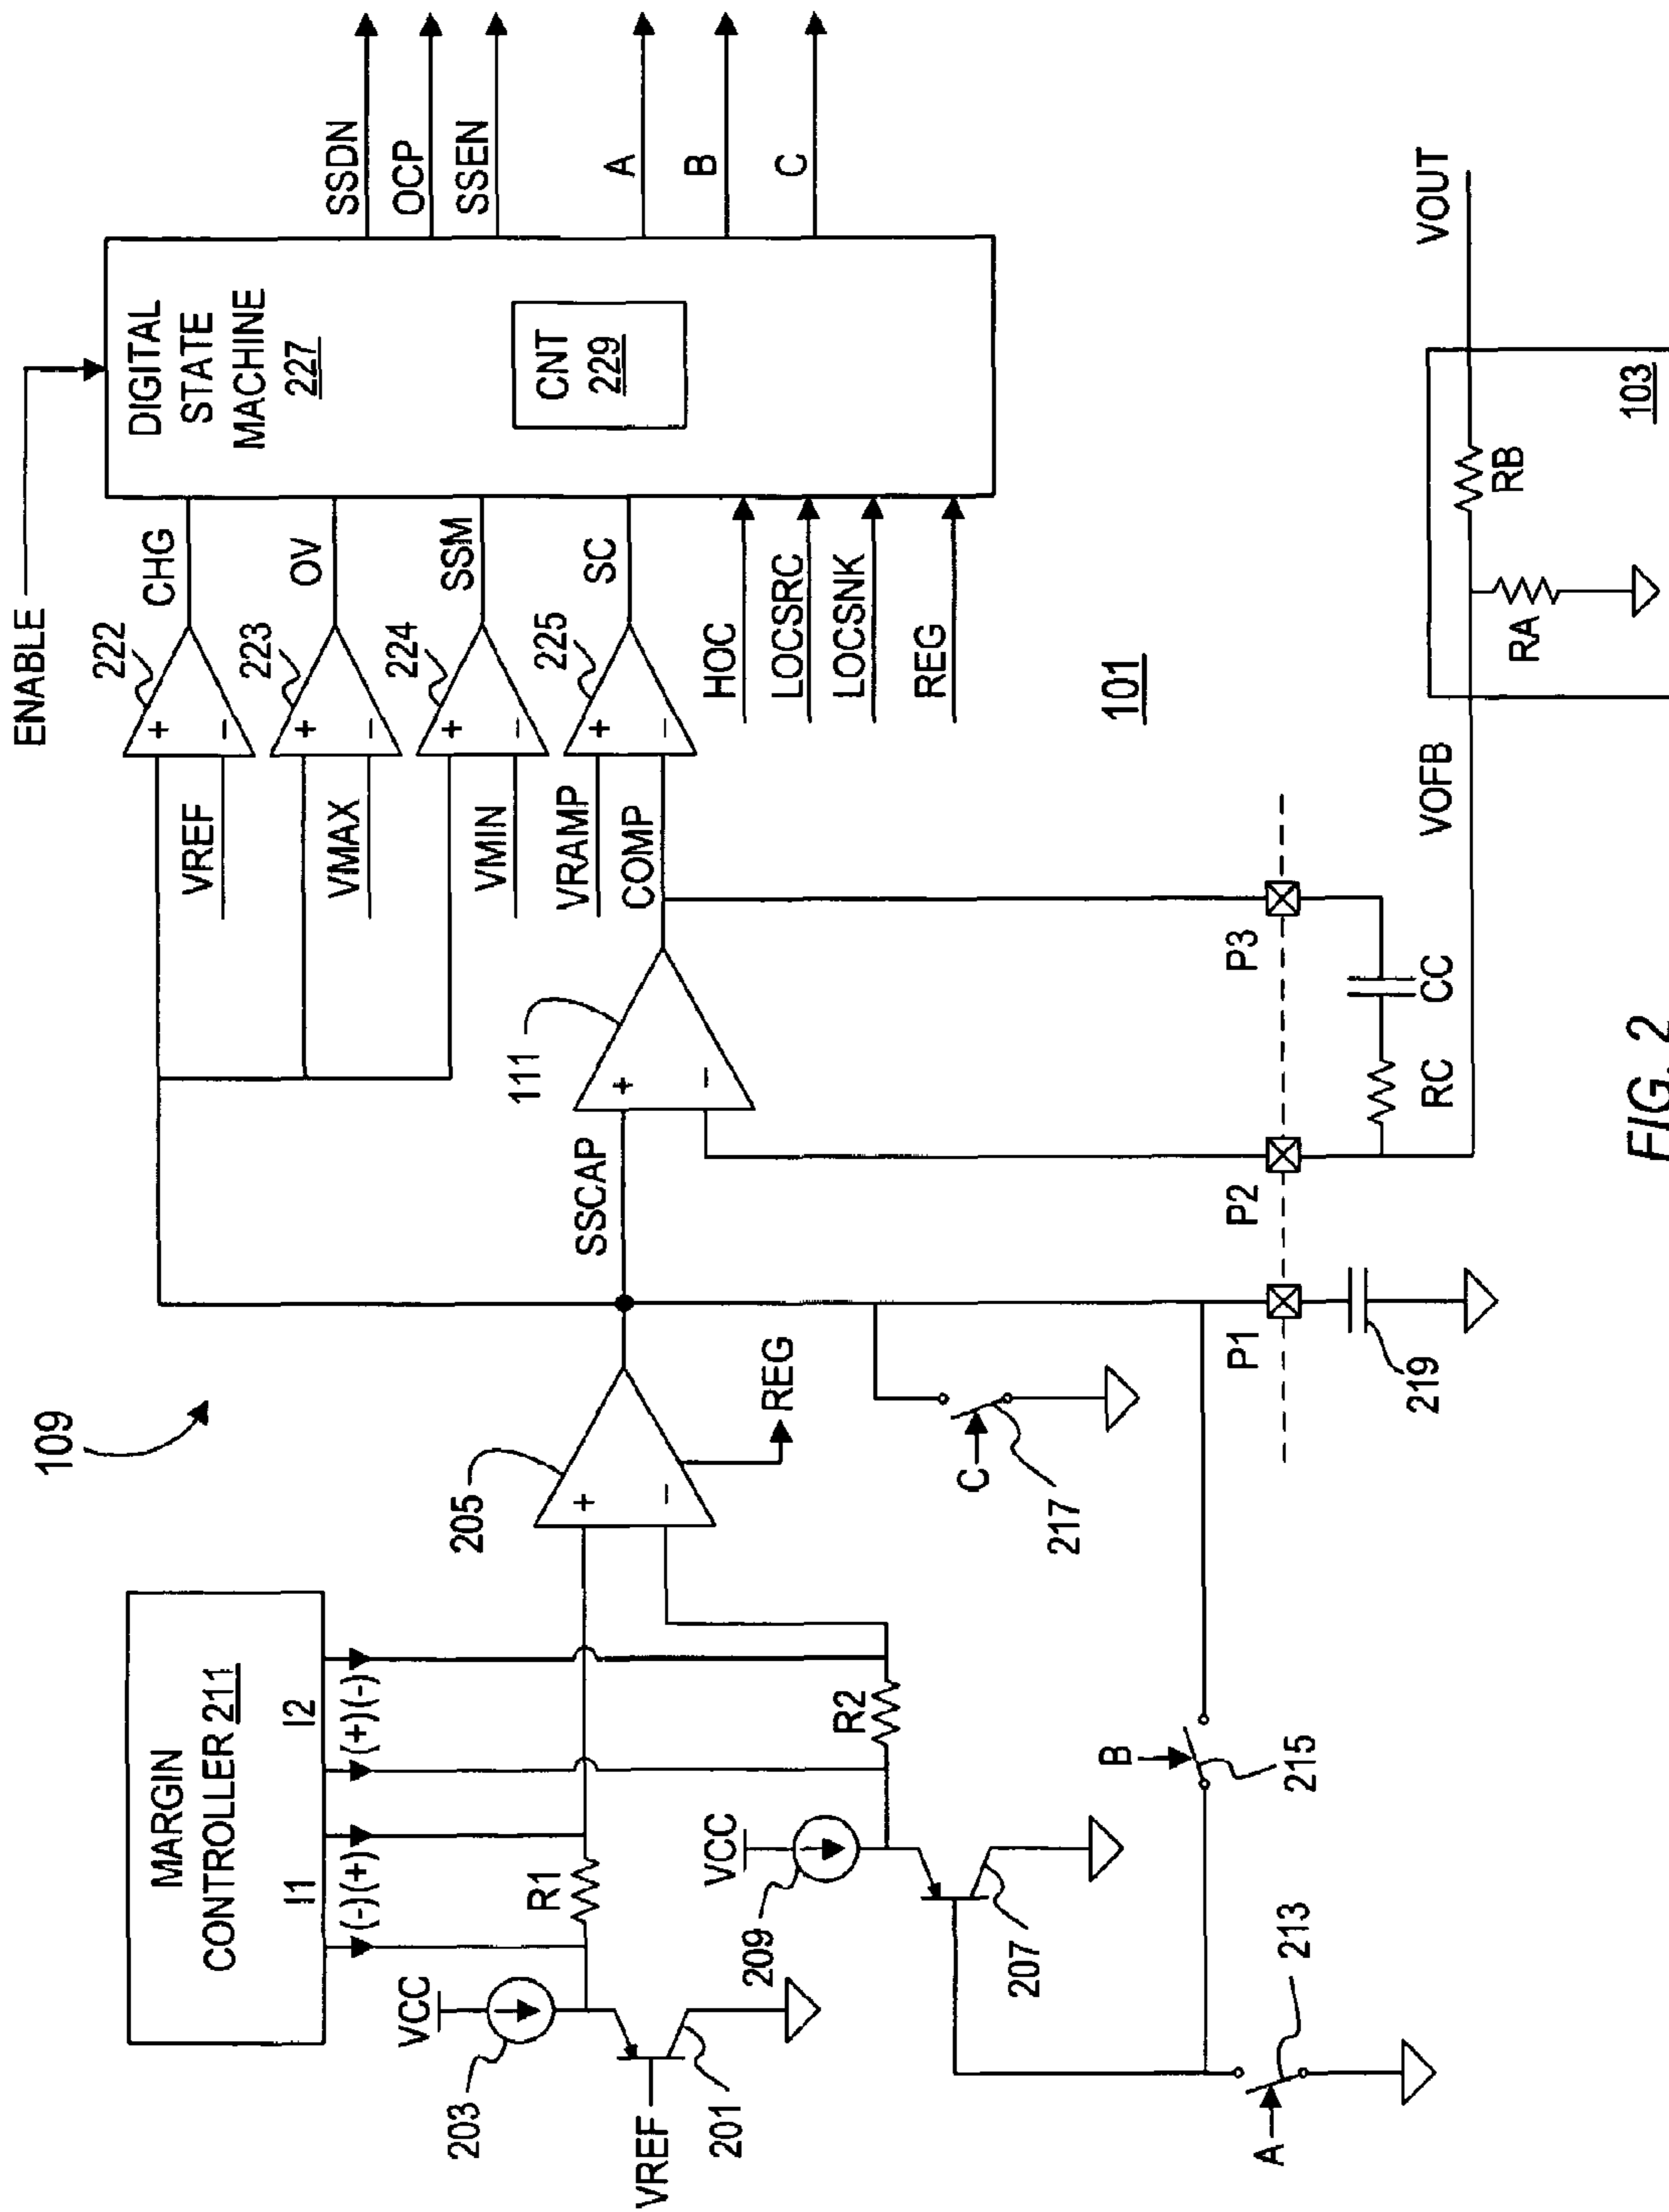 109
ENABLE
MARGIN
CONTROLLER 211
I1
I2
(-)(+)
(+)(-)
VCC
203
VREF
201
R1
VCC
209
207
R2
205
+
−
REG
A
213
B
215
C
217
SSCAP
111
+
−
P1
219
P2
P3
RC
CC
VREF
VMAX
VMIN
VRAMP
COMP
222
+
−
223
+
−
224
+
−
225
+
−
CHG
OV
SSM
SC
HOC
LOCSRC
LOCSNK
REG
DIGITAL
STATE
MACHINE
227
CNT
229
SSDN
OCP
SSEN
A
B
C
101
VOFB
RA
RB
103
VOUT
FIG. 2